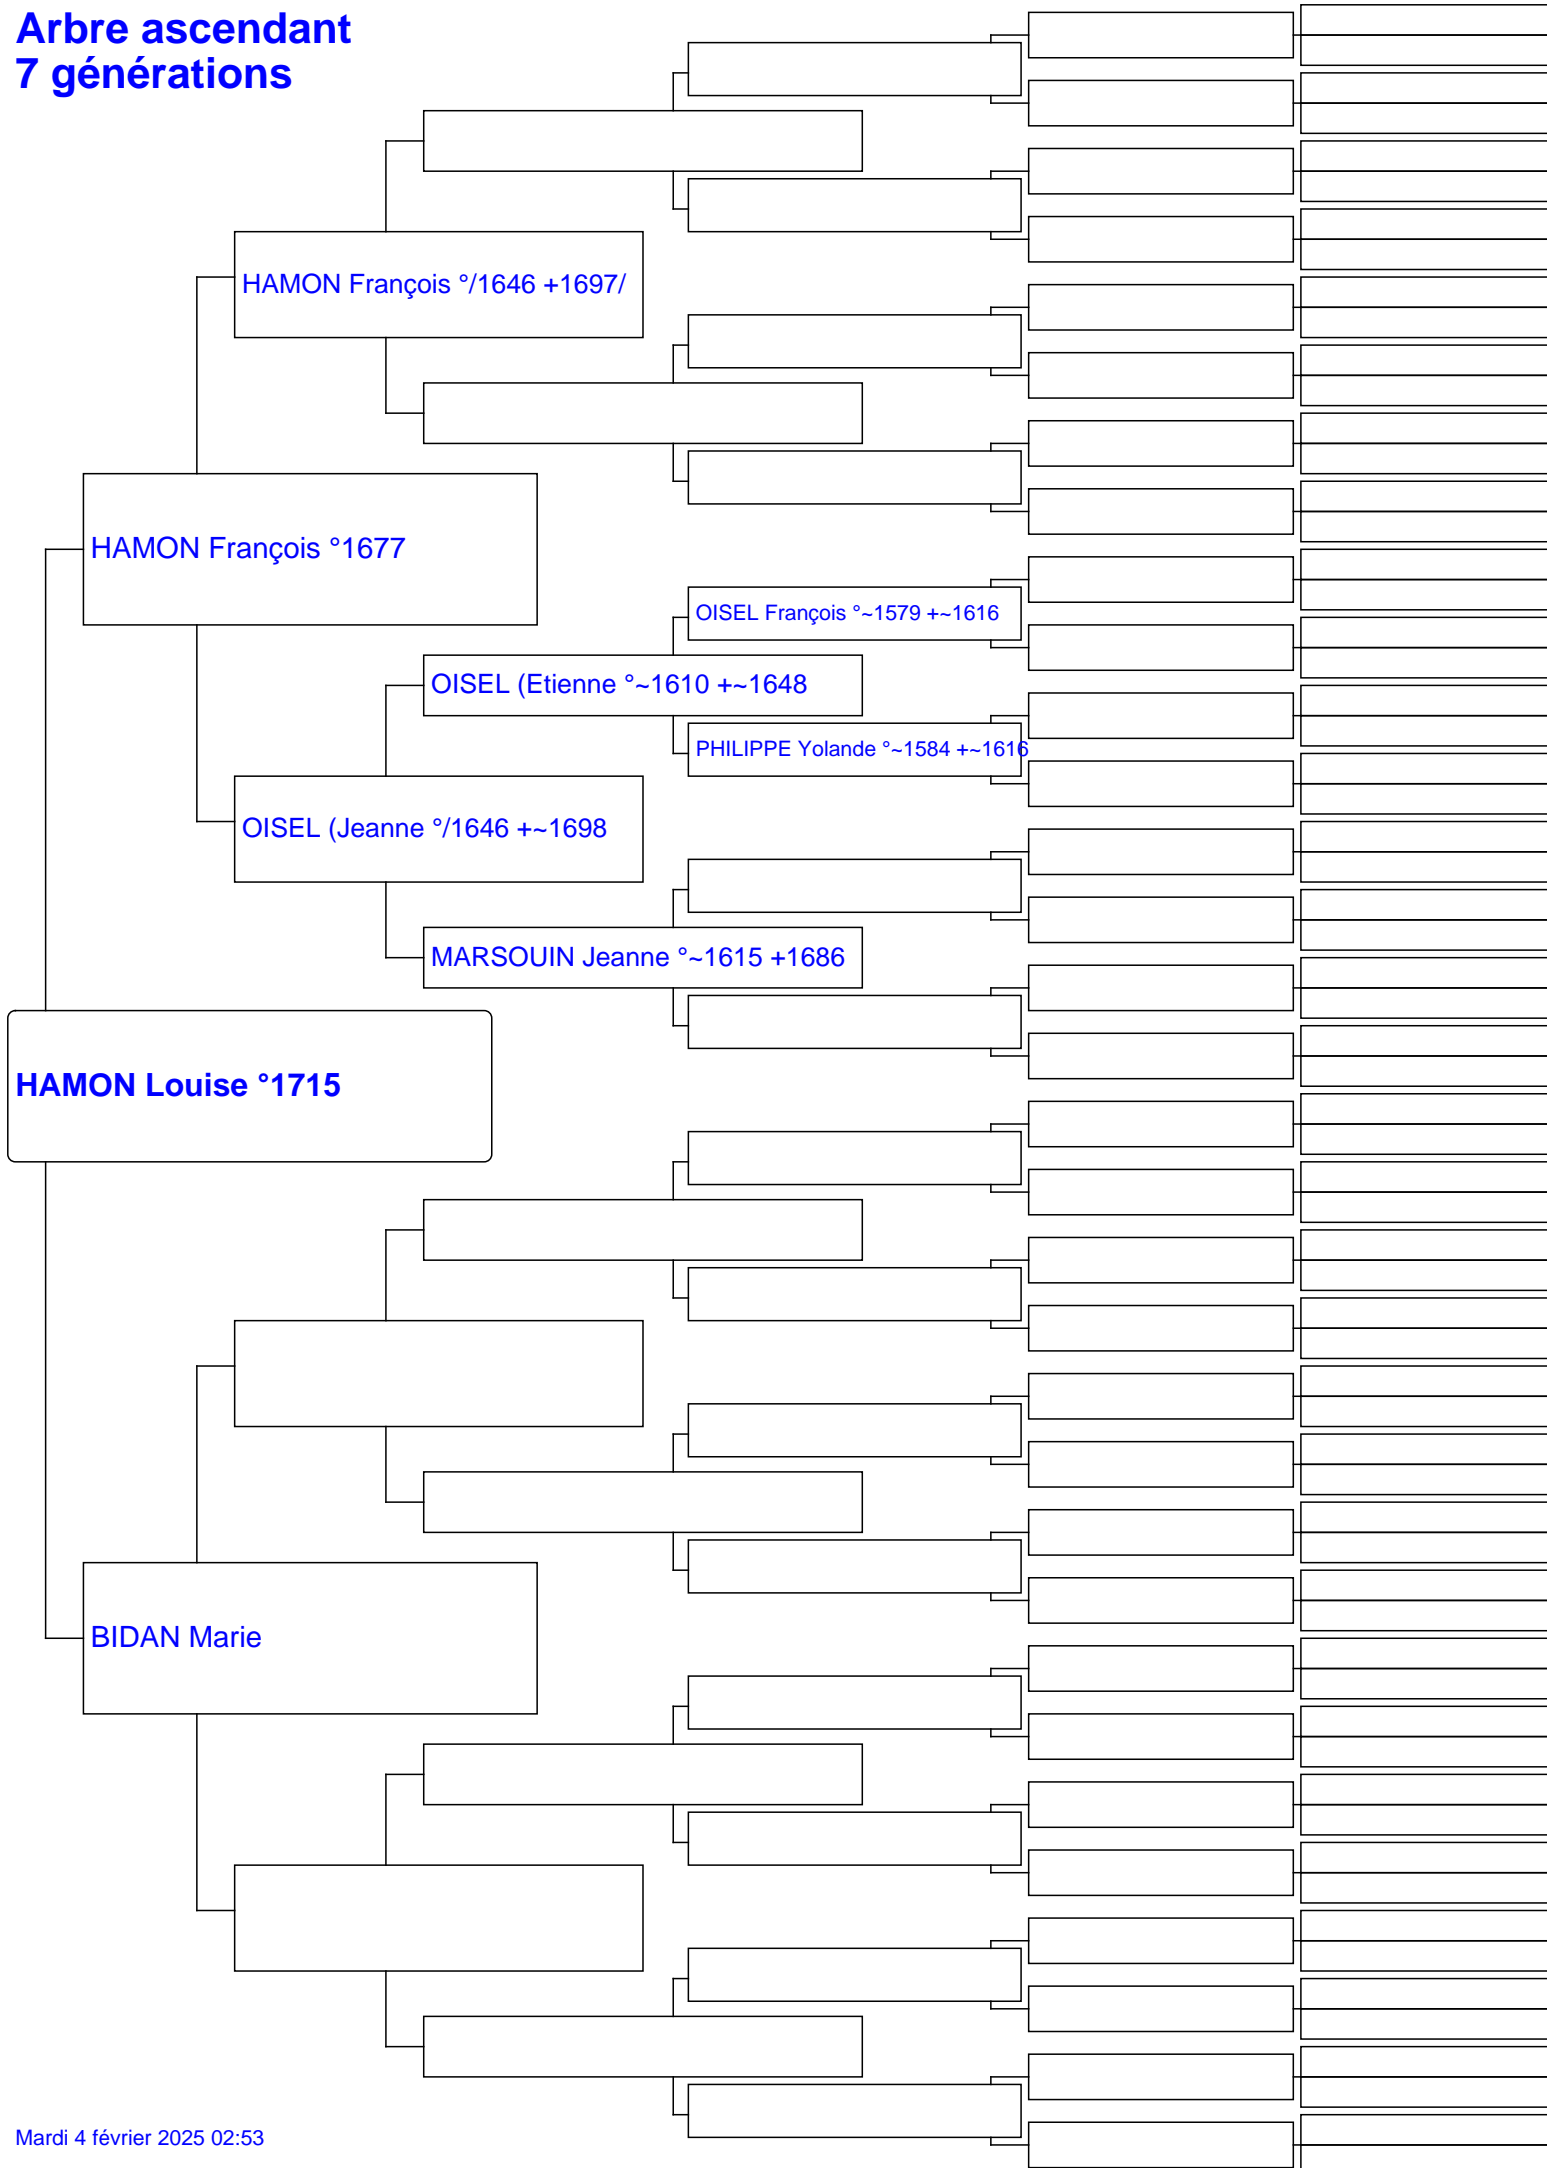 Arbre ascendant
7 générations
HAMON François °/1646 +1697/
HAMON François °1677
OISEL François °~1579 +~1616
OISEL (Etienne °~1610 +~1648
PHILIPPE Yolande °~1584 +~1616
OISEL (Jeanne °/1646 +~1698
MARSOUIN Jeanne °~1615 +1686
HAMON Louise °1715
BIDAN Marie
Mardi 4 février 2025 02:53